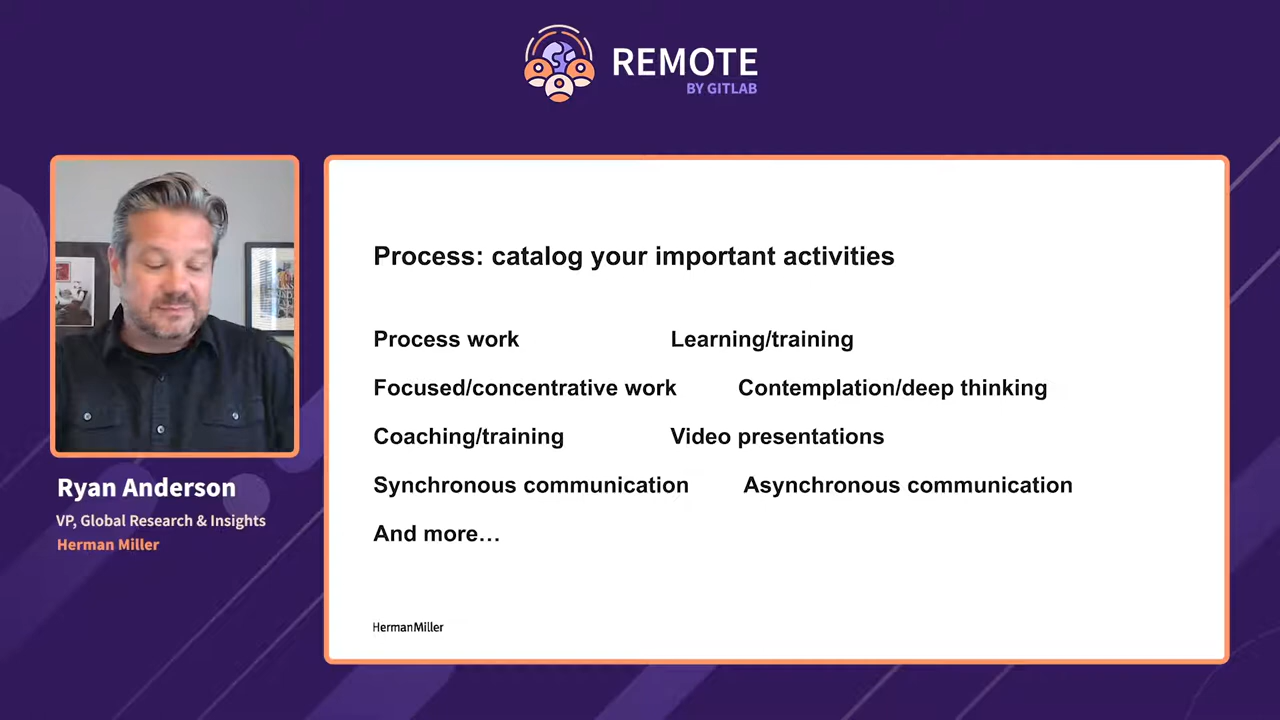 REMOTE
BY GITLAB
Process: catalog your important activities
Process work Learning/training
Focused/concentrative work Contemplation/deep thinking
Coaching/training Video presentations
Synchronous communication Asynchronous communication
And more…
HermanMiller
Ryan Anderson
VP, Global Research & Insights
Herman Miller